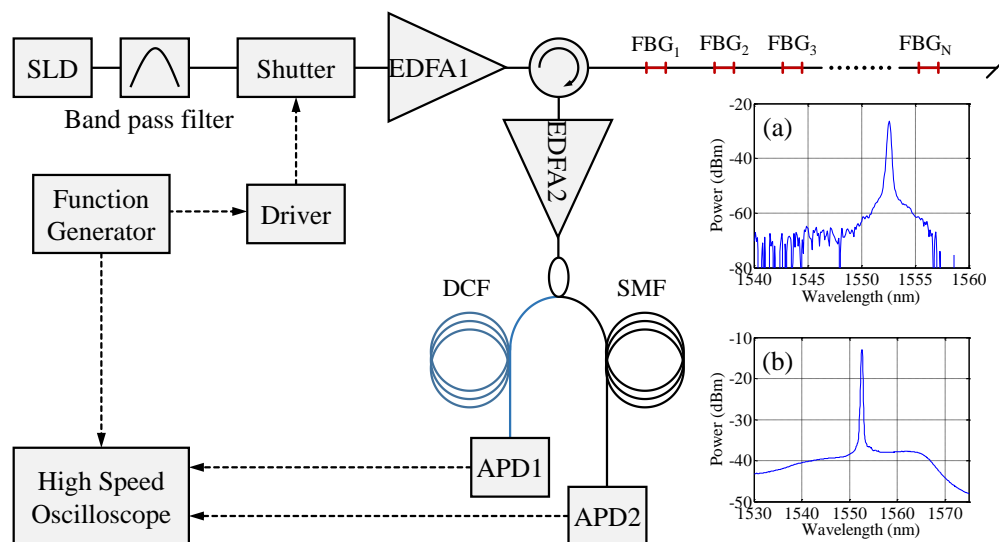 SLD
Band pass filter
Shutter
EDFA1
FBG1
FBG2
FBG3
FBGN
EDFA2
Function
Generator
Driver
DCF
SMF
APD1
APD2
High Speed
Oscilloscope
(a)
Power (dBm)
-20
-40
-60
-80
1540 1545 1550 1555 1560
Wavelength (nm)
(b)
Power (dBm)
-10
-20
-30
-40
-50
1530 1540 1550 1560 1570
Wavelength (nm)